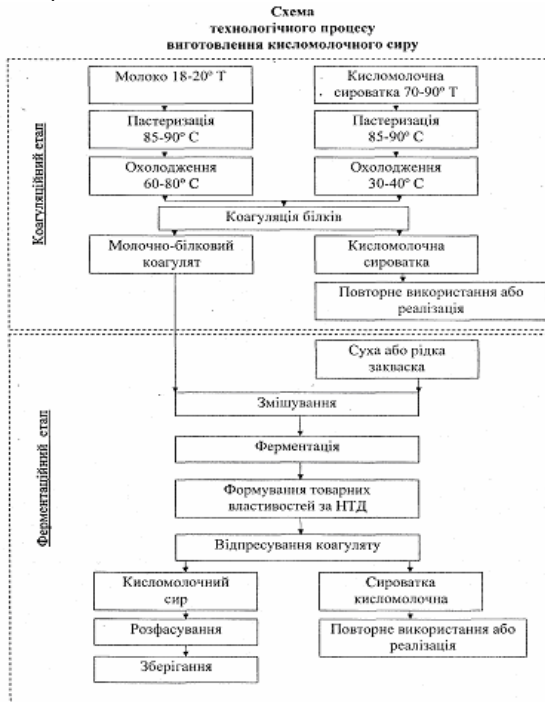 Схема
технологічного процесу
виготовлення кисломолочного сиру
Коагуляційний етап
Молоко 18-20° Т
Кисломолочна
сироватка 70-90° Т
Пастеризація
85-90° С
Пастеризація
85-90° С
Охолодження
60-80° С
Охолодження
30-40° С
Коагуляція білків
Молочно-білковий
коагулят
Кисломолочна
сироватка
Повторне використання або
реалізація
Ферментаційний етап
Суха або рідка
закваска
Змішування
Ферментація
Формування товарних
властивостей за НТД
Відпресування коагуляту
Кисломолочний
сир
Сироватка
кисломолочна
Розфасування
Повторне використання або
реалізація
Зберігання